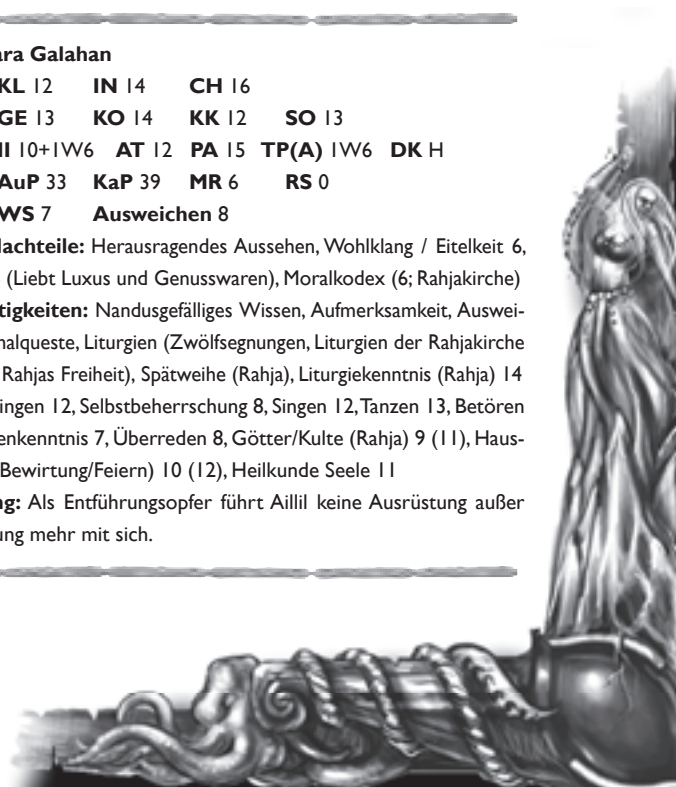 ara Galahan
KL 12 IN 14 CH 16
GE 13 KO 14 KK 12 SO 13
NI 10+1W6 AT 12 PA 15 TP(A) 1W6 DK H
AuP 33 KaP 39 MR 6 RS 0
WS 7 Ausweichen 8
Nachteile: Herausragendes Aussehen, Wohlklang / Eitelkeit 6,
(Liebt Luxus und Genusswaren), Moralkodex (6; Rahjakirche)
tigkeiten: Nandusgefälliges Wissen, Aufmerksamkeit, Auswei-
nalqueste, Liturgien (Zwölfsegnungen, Liturgien der Rahjakirche
Rahjas Freiheit), Spätweihe (Rahja), Liturgiekenntnis (Rahja) 14
ingen 12, Selbstbeherrschung 8, Singen 12, Tanzen 13, Betören
enkenntnis 7, Überreden 8, Götter/Kulte (Rahja) 9 (11), Haus-
Bewirtung/Feiern) 10 (12), Heilkunde Seele 11
ng: Als Entführungsopfer führt Aillil keine Ausrüstung außer
ung mehr mit sich.